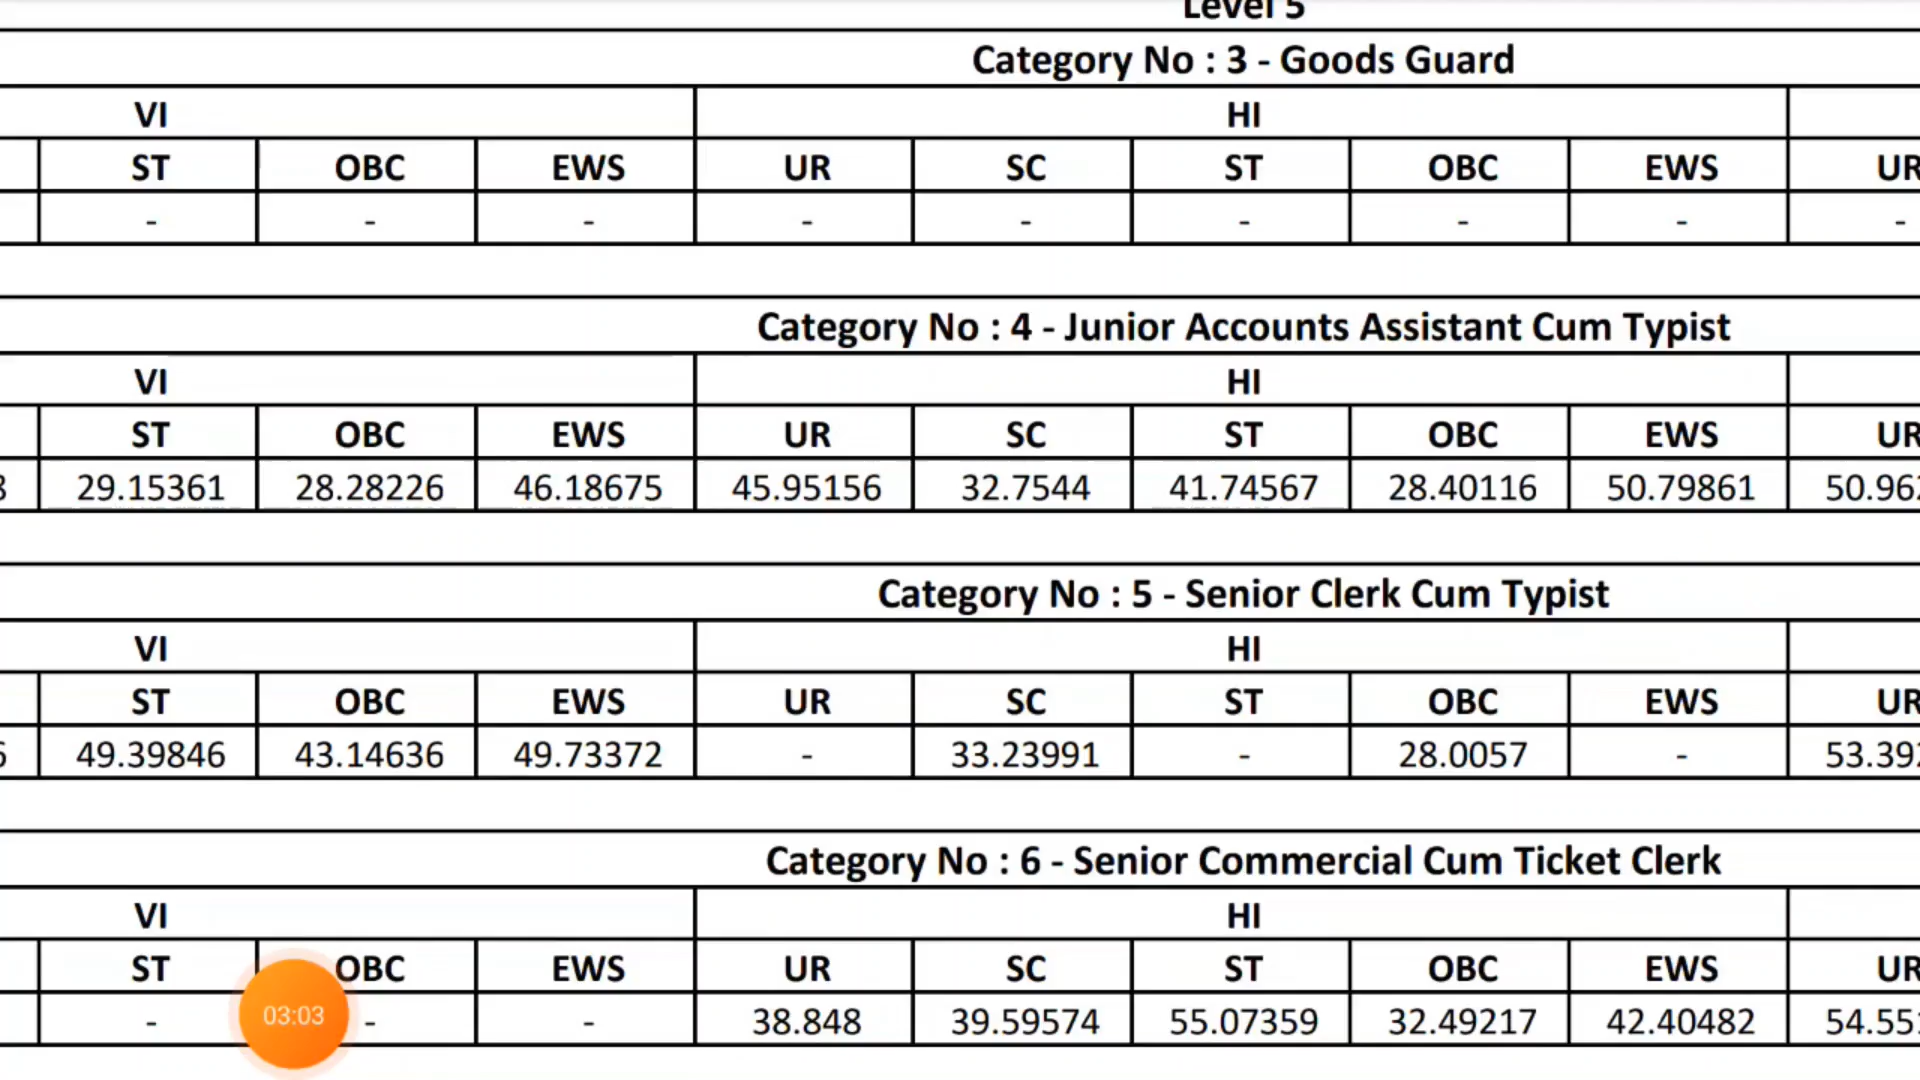 Level 5
Category No : 3 - Goods Guard
VI HI
ST OBC EWS UR SC ST OBC EWS UR
- - - - - - - - -
Category No : 4 - Junior Accounts Assistant Cum Typist
VI HI
ST OBC EWS UR SC ST OBC EWS UR
29.15361 28.28226 46.18675 45.95156 32.7544 41.74567 28.40116 50.79861 50.96
Category No : 5 - Senior Clerk Cum Typist
VI HI
ST OBC EWS UR SC ST OBC EWS UR
49.39846 43.14636 49.73372 - 33.23991 - 28.0057 - 53.39
Category No : 6 - Senior Commercial Cum Ticket Clerk
VI HI
ST OBC EWS UR SC ST OBC EWS UR
- - - 38.848 39.59574 55.07359 32.49217 42.40482 54.55
03:03